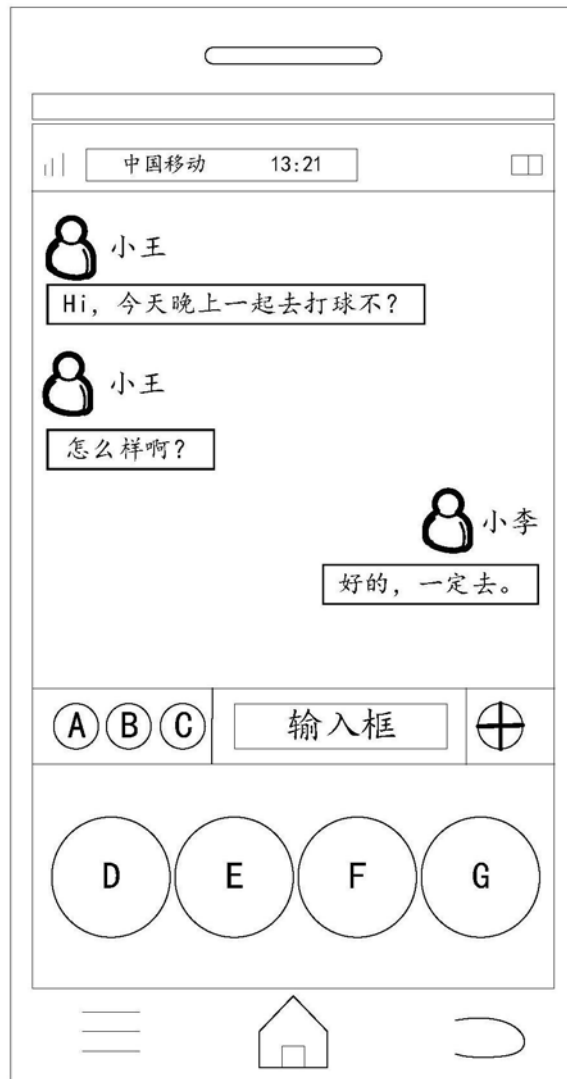 中国移动 13:21
小王
Hi, 今天晚上一起去打球不?
小王
怎么样啊?
小李
好的, 一定去。
A B C 输入框
D E F G